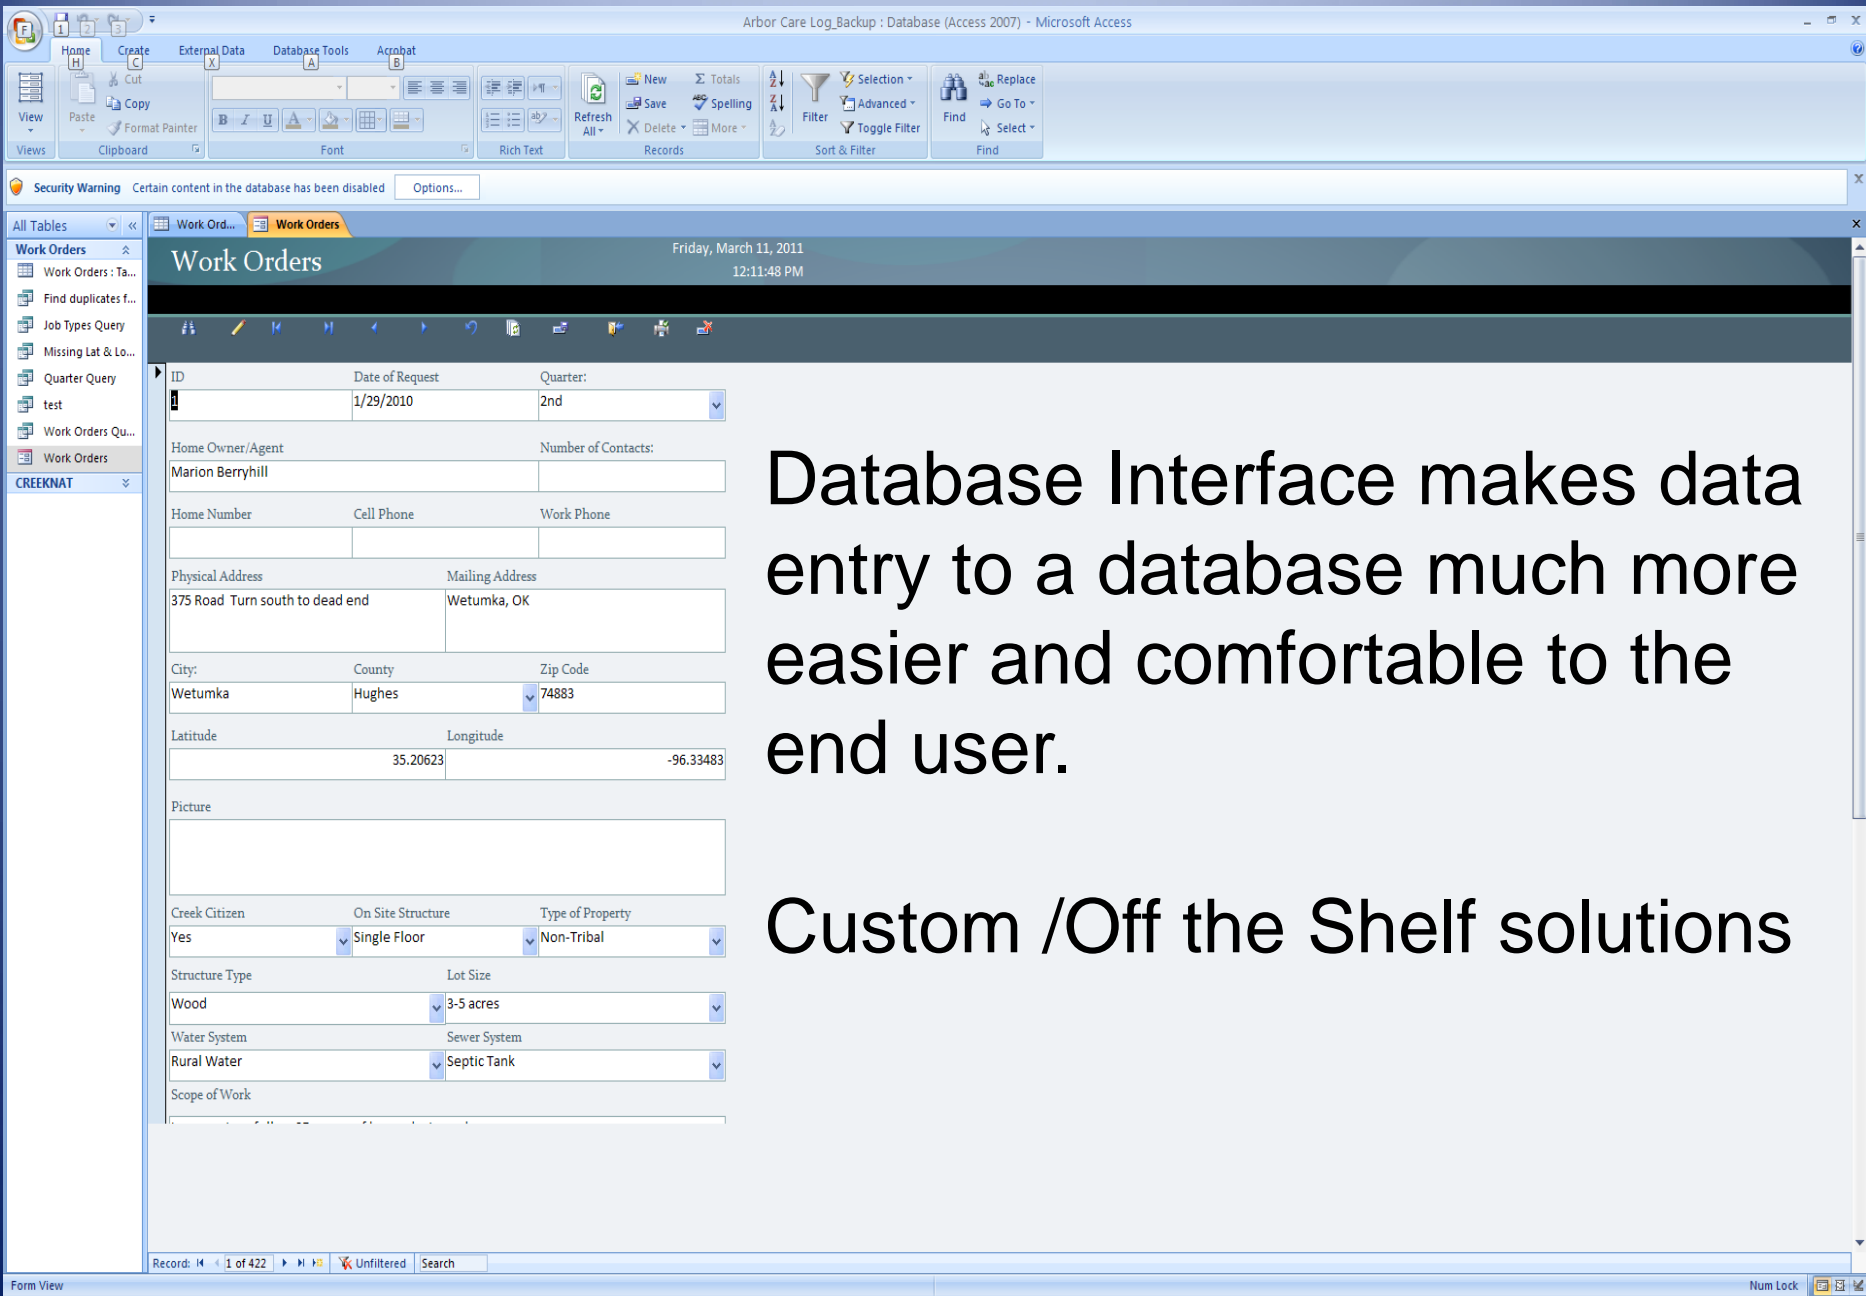 Arbor Care Log_Backup : Database (Access 2007) - Microsoft Access
F 1 2 3
Home Create External Data Database Tools Acrobat
H C X A B
View
Paste
Cut
Copy
Format Painter
B I U A
Refresh All
New
Save
Delete
Σ Totals
Spelling
More
Filter
Selection
Advanced
Toggle Filter
Find
Replace
Go To
Select
Views Clipboard Font Rich Text Records Sort & Filter Find
Security Warning Certain content in the database has been disabled Options...
All Tables «
Work Orders
Work Orders : Ta...
Find duplicates f...
Job Types Query
Missing Lat & Lo...
Quarter Query
test
Work Orders Qu...
Work Orders
CREEKNAT
Work Ord... Work Orders
Work Orders
Friday, March 11, 2011
12:11:48 PM
ID Date of Request Quarter:
1 1/29/2010 2nd
Home Owner/Agent Number of Contacts:
Marion Berryhill
Home Number Cell Phone Work Phone
Physical Address Mailing Address
375 Road Turn south to dead end Wetumka, OK
City: County Zip Code
Wetumka Hughes 74883
Latitude Longitude
35.20623 -96.33483
Picture
Creek Citizen On Site Structure Type of Property
Yes Single Floor Non-Tribal
Structure Type Lot Size
Wood 3-5 acres
Water System Sewer System
Rural Water Septic Tank
Scope of Work
Database Interface makes data
entry to a database much more
easier and comfortable to the
end user.
Custom /Off the Shelf solutions
Record: 1 of 422 Unfiltered Search
Form View Num Lock